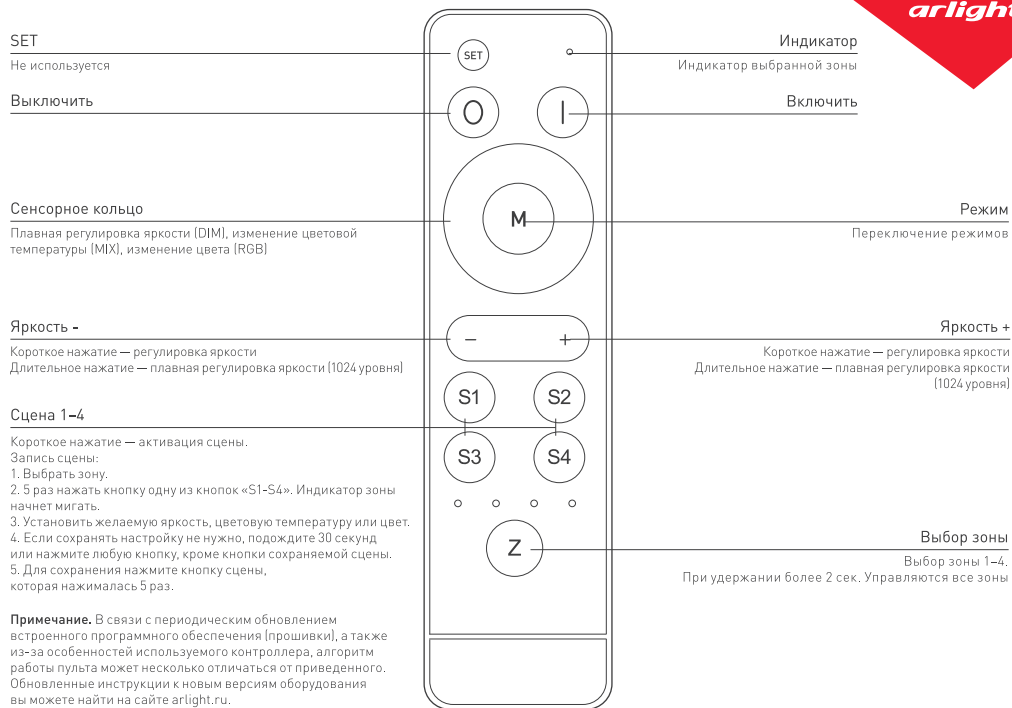 arlight
SET
Не используется
Выключить
Сенсорное кольцо
Плавная регулировка яркости (DIM), изменение цветовой
температуры (MIX), изменение цвета (RGB)
Яркость -
Короткое нажатие — регулировка яркости
Длительное нажатие — плавная регулировка яркости (1024 уровня)
Сцена 1–4
Короткое нажатие — активация сцены.
Запись сцены:
1. Выбрать зону.
2. 5 раз нажать кнопку одну из кнопок «S1-S4». Индикатор зоны
начнет мигать.
3. Установить желаемую яркость, цветовую температуру или цвет.
4. Если сохранять настройку не нужно, подождите 30 секунд
или нажмите любую кнопку, кроме кнопки сохраняемой сцены.
5. Для сохранения нажмите кнопку сцены,
которая нажималась 5 раз.
Примечание. В связи с периодическим обновлением
встроенного программного обеспечения (прошивки), а также
из-за особенностей используемого контроллера, алгоритм
работы пульта может несколько отличаться от приведенного.
Обновленные инструкции к новым версиям оборудования
вы можете найти на сайте arlight.ru.
SET
O I
M
- +
S1 S2
S3 S4
Z
Индикатор
Индикатор выбранной зоны
Включить
Режим
Переключение режимов
Яркость +
Короткое нажатие — регулировка яркости
Длительное нажатие — плавная регулировка яркости
(1024 уровня)
Выбор зоны
Выбор зоны 1–4.
При удержании более 2 сек. Управляются все зоны